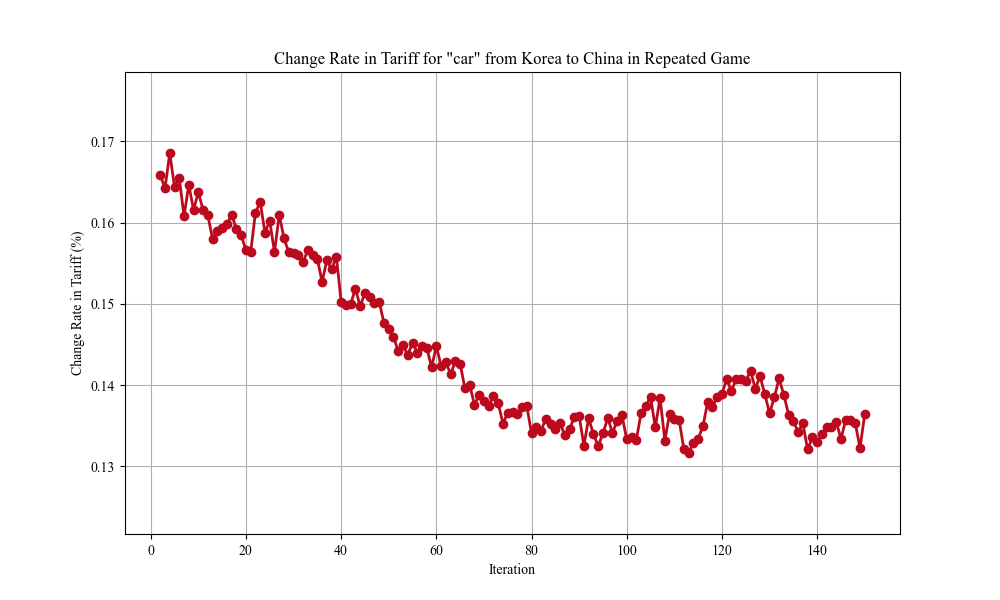 Change Rate in Tariff for "car" from Korea to China in Repeated Game
Change Rate in Tariff (%)
0.17
0.16
0.15
0.14
0.13
0 20 40 60 80 100 120 140
Iteration